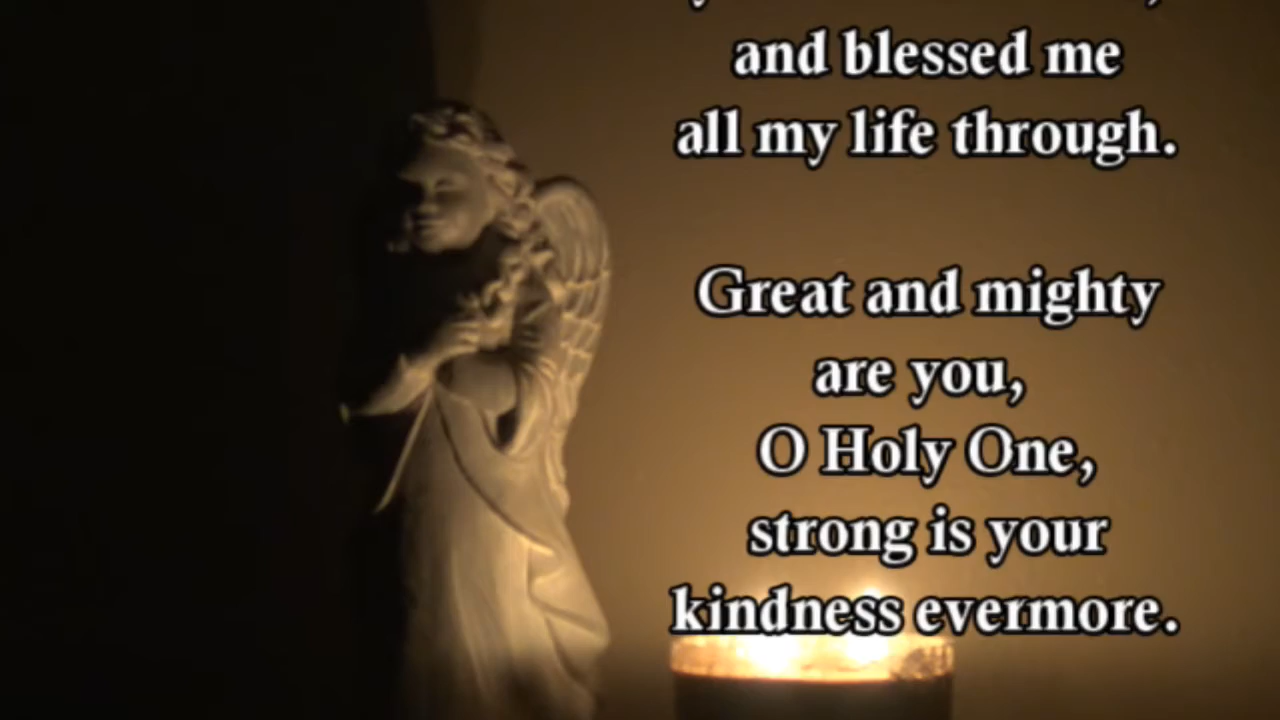 and blessed me
all my life through.
Great and mighty
are you,
O Holy One,
strong is your
kindness evermore.